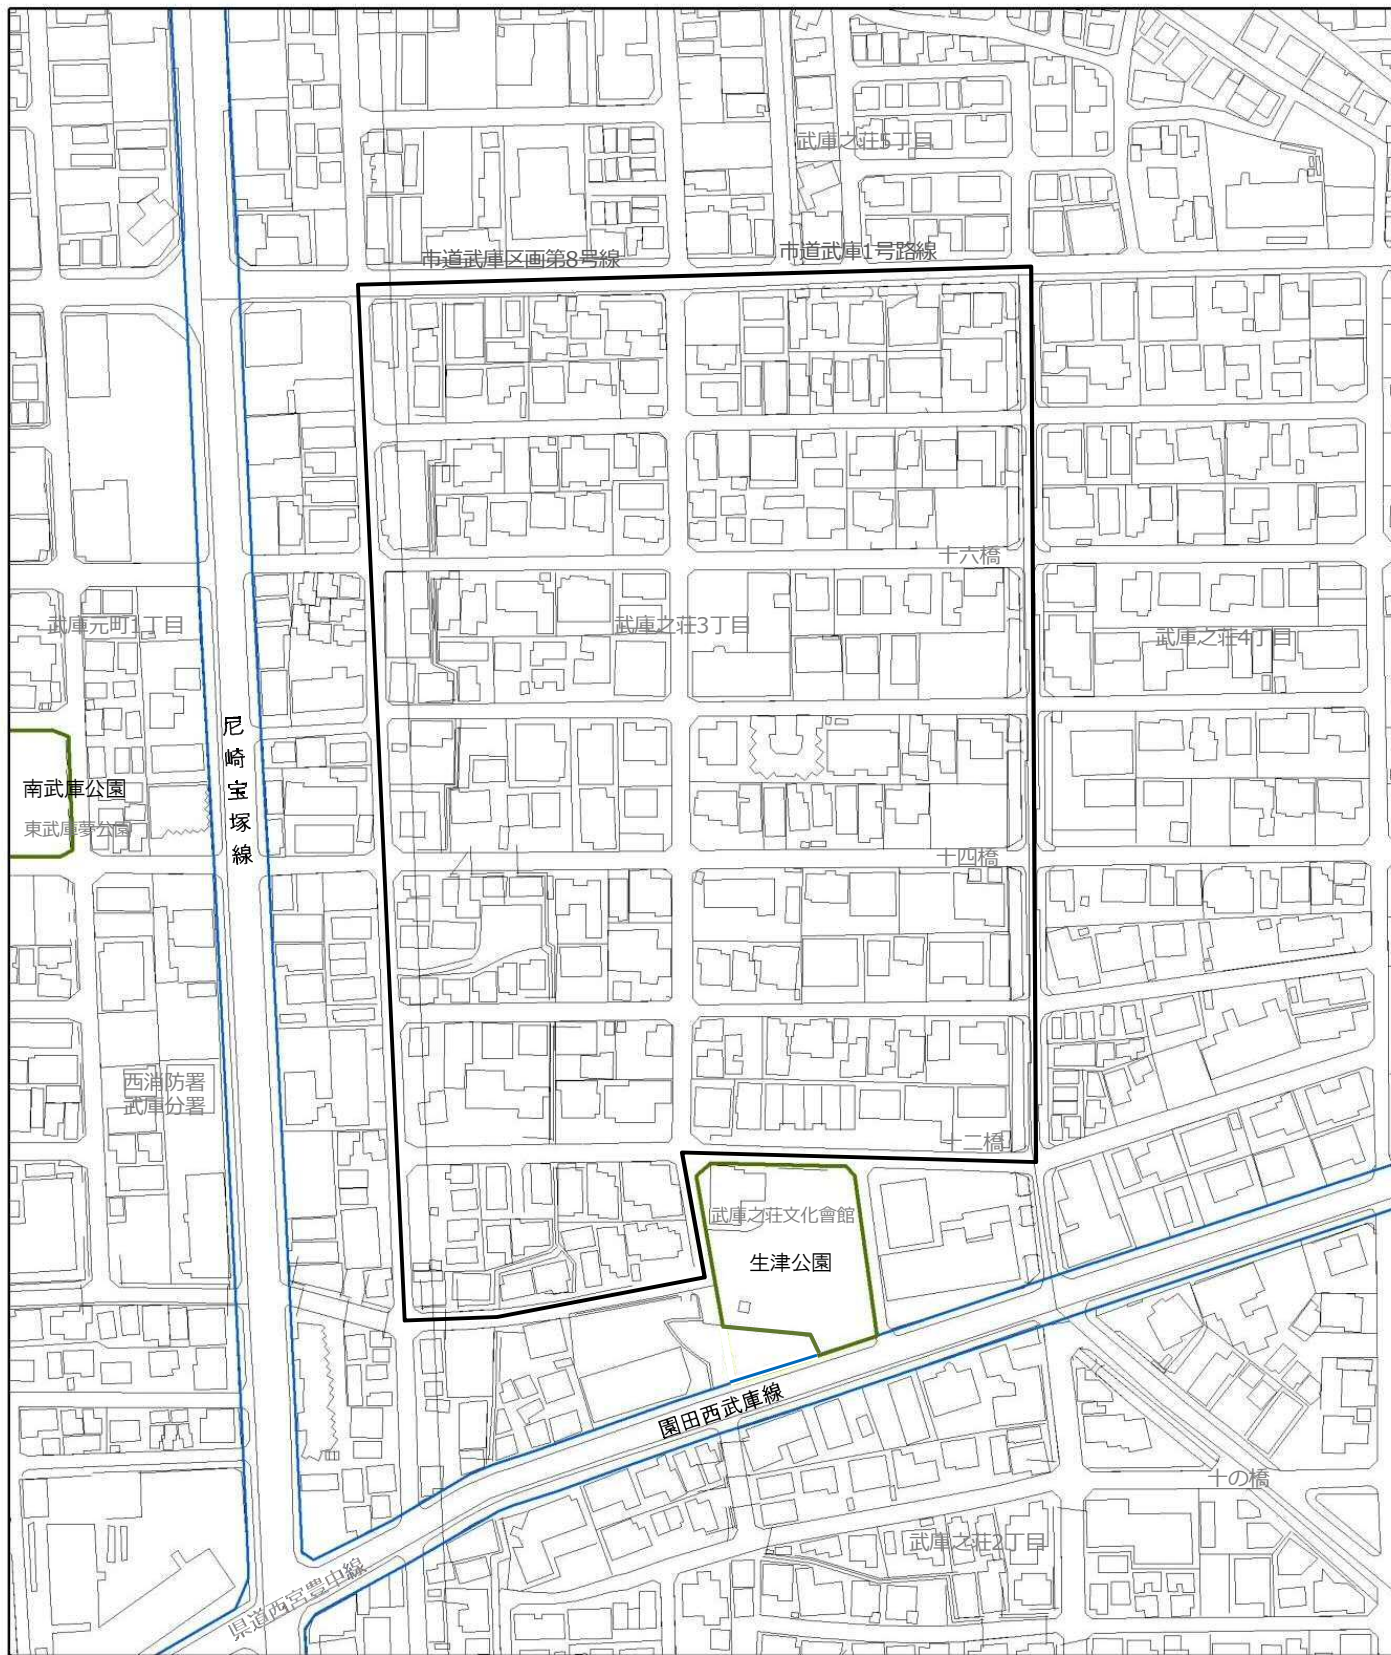 武庫之荘5丁目
市道武庫区画第8号線
市道武庫1号路線
十六橋
武庫元町1丁目
武庫之荘3丁目
武庫之荘4丁目
尼崎宝塚線
南武庫公園
東武庫夢公園
十四橋
西消防署
武庫分署
十二橋
武庫之荘文化會館
生津公園
園田西武庫線
十の橋
武庫之荘2丁目
県道西宮豊中線